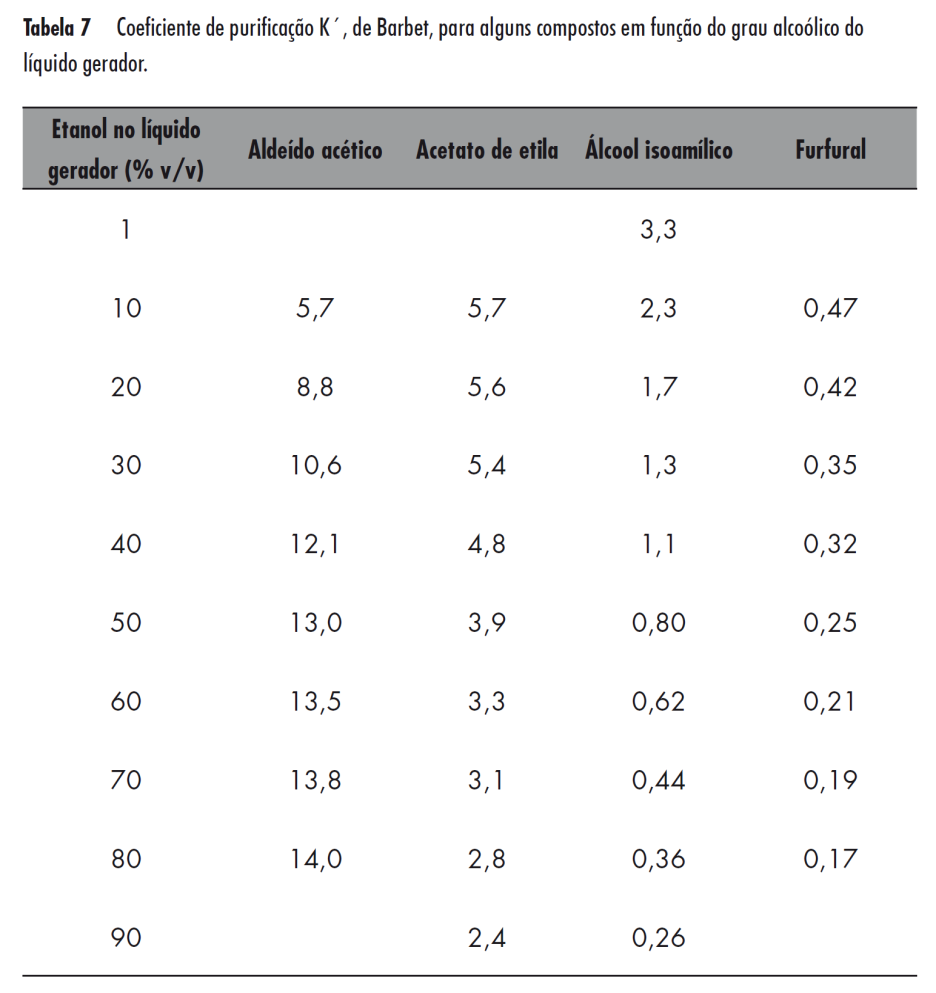 Tabela 7 Coeficiente de purificação K´, de Barbet, para alguns compostos em função do grau alcoólico do
líquido gerador.
Etanol no líquido
gerador (% v/v) Aldeído acético Acetato de etila Álcool isoamílico Furfural
1 3,3
10 5,7 5,7 2,3 0,47
20 8,8 5,6 1,7 0,42
30 10,6 5,4 1,3 0,35
40 12,1 4,8 1,1 0,32
50 13,0 3,9 0,80 0,25
60 13,5 3,3 0,62 0,21
70 13,8 3,1 0,44 0,19
80 14,0 2,8 0,36 0,17
90 2,4 0,26